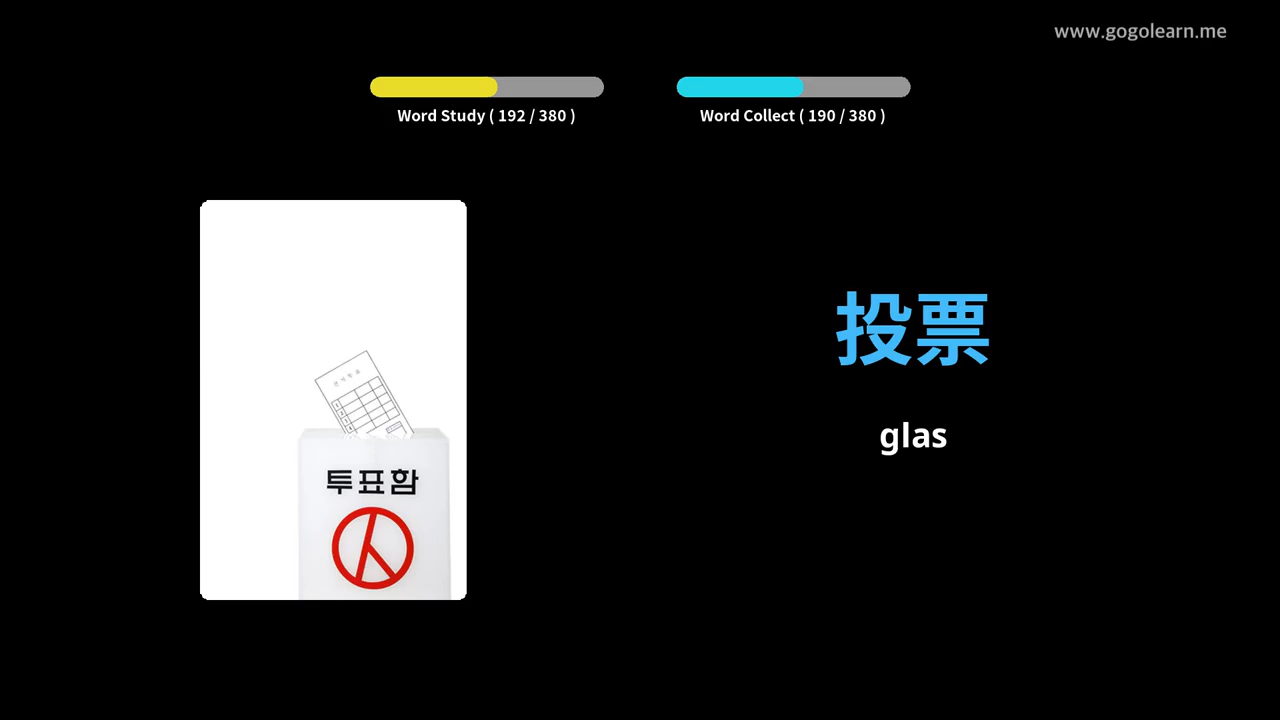 www.gogolearn.me
Word Study ( 192 / 380 )
Word Collect ( 190 / 380 )
投票
glas
투표함